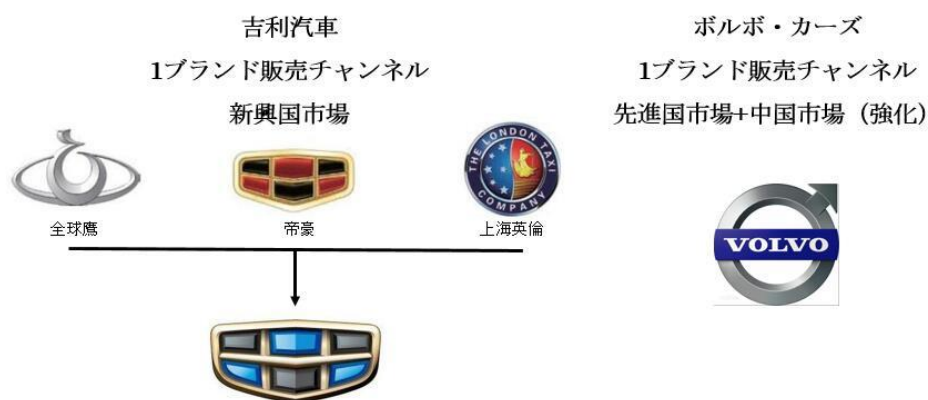 吉利汽車
1ブランド販売チャンネル
新興国市場
ボルボ・カーズ
1ブランド販売チャンネル
先進国市場+中国市場（強化）
THE LONDON TAXI COMPANY
全球鹰
帝豪
上海英倫
VOLVO